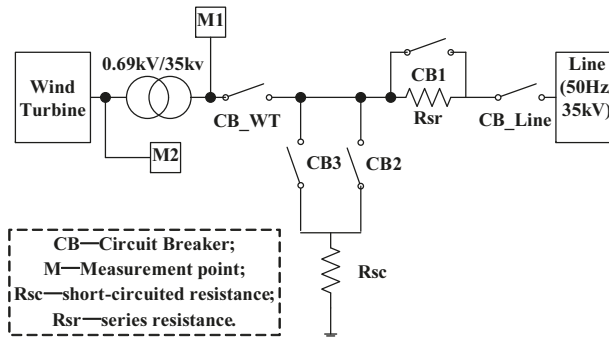 M1
0.69kV/35kv
Wind
Turbine
CB1
Line
(50Hz,
35kV)
Rsr
CB_WT
CB_Line
M2
CB3
CB2
CB—Circuit Breaker;
M—Measurement point;
Rsc—short-circuited resistance;
Rsr—series resistance.
Rsc